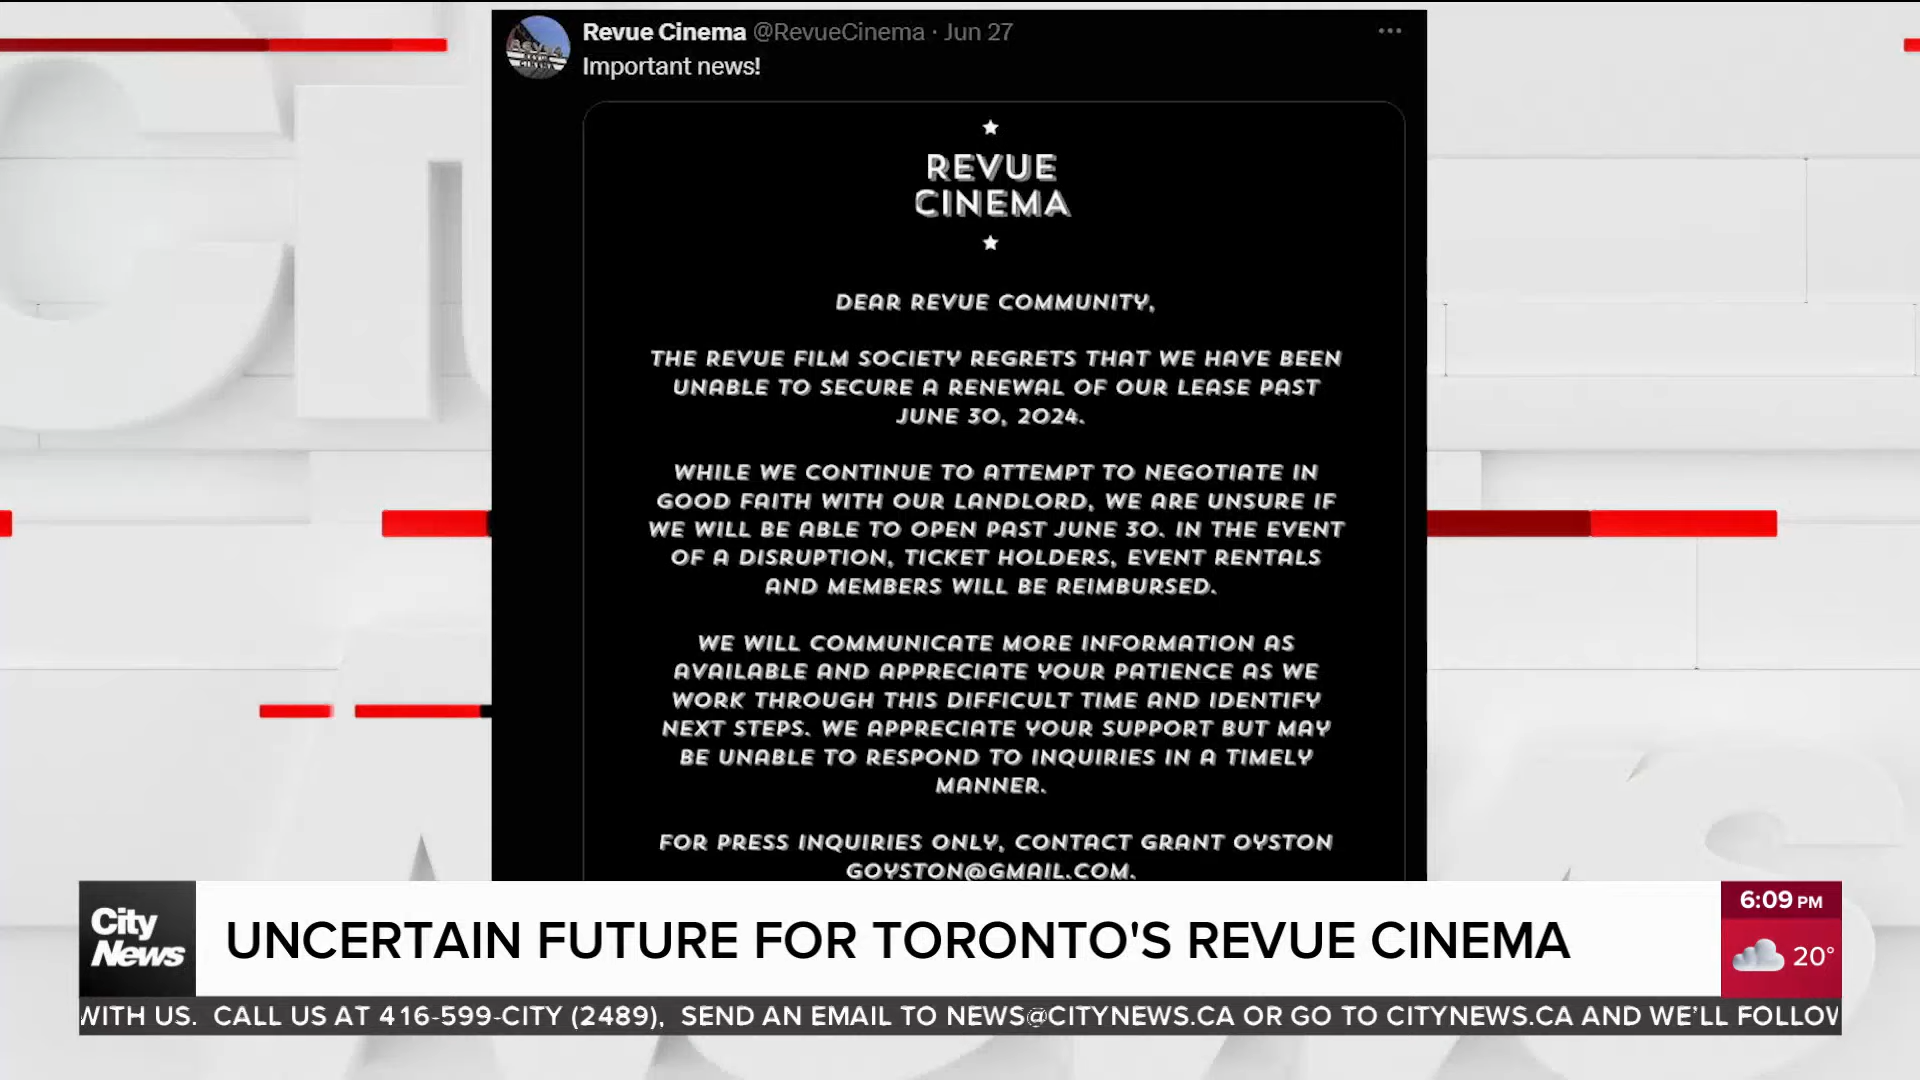 Revue Cinema @RevueCinema · Jun 27
Important news!
REVUE
CINEMA
DEAR REVUE COMMUNITY,
THE REVUE FILM SOCIETY REGRETS THAT WE HAVE BEEN
UNABLE TO SECURE A RENEWAL OF OUR LEASE PAST
JUNE 30, 2024.
WHILE WE CONTINUE TO ATTEMPT TO NEGOTIATE IN
GOOD FAITH WITH OUR LANDLORD, WE ARE UNSURE IF
WE WILL BE ABLE TO OPEN PAST JUNE 30. IN THE EVENT
OF A DISRUPTION, TICKET HOLDERS, EVENT RENTALS
AND MEMBERS WILL BE REIMBURSED.
WE WILL COMMUNICATE MORE INFORMATION AS
AVAILABLE AND APPRECIATE YOUR PATIENCE AS WE
WORK THROUGH THIS DIFFICULT TIME AND IDENTIFY
NEXT STEPS. WE APPRECIATE YOUR SUPPORT BUT MAY
BE UNABLE TO RESPOND TO INQUIRIES IN A TIMELY
MANNER.
FOR PRESS INQUIRIES ONLY, CONTACT GRANT OYSTON
GOYSTON@GMAIL.COM.
City
News
UNCERTAIN FUTURE FOR TORONTO'S REVUE CINEMA
6:09 PM
20°
WITH US. CALL US AT 416-599-CITY (2489), SEND AN EMAIL TO NEWS@CITYNEWS.CA OR GO TO CITYNEWS.CA AND WE'LL FOLLOW